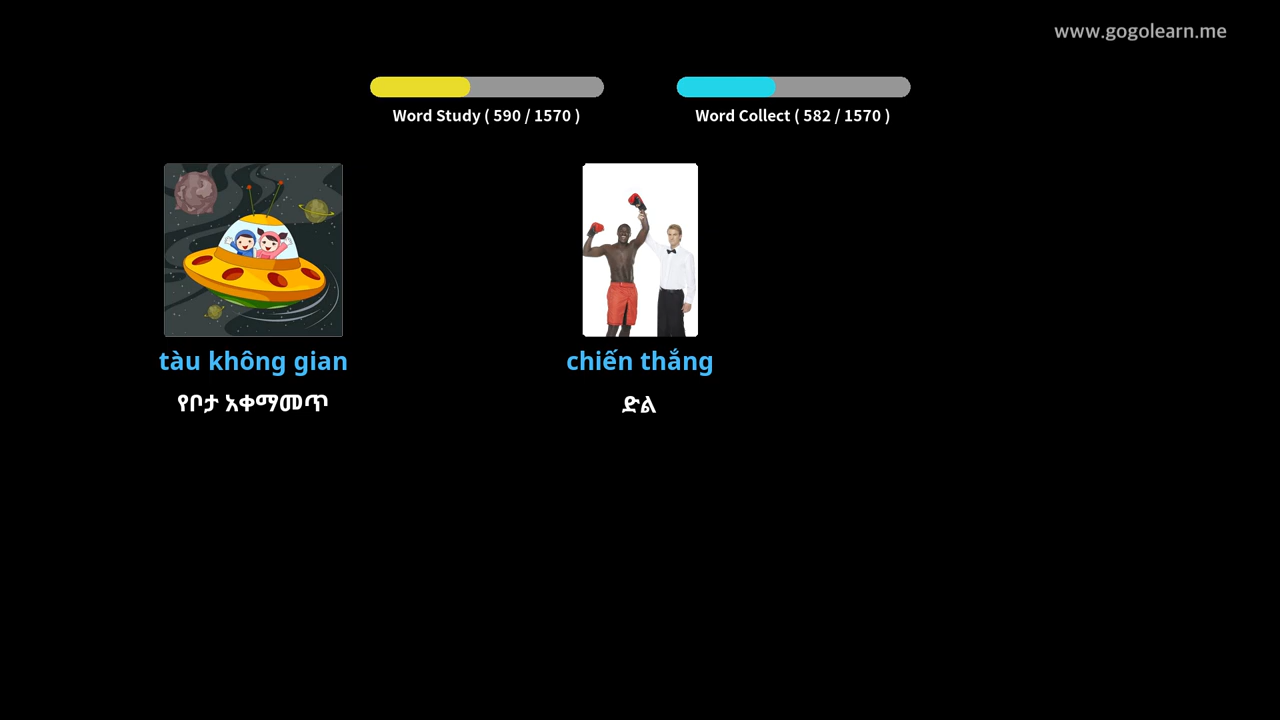 www.gogolearn.me
Word Study ( 590 / 1570 )
Word Collect ( 582 / 1570 )
tàu không gian
chiến thắng
የቦታ አቀማመጥ
ድል